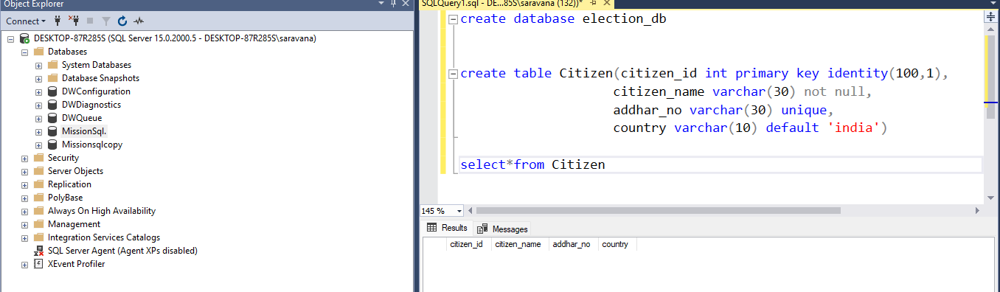 Object Explorer
Connect
DESKTOP-87R285S (SQL Server 15.0.2000.5 - DESKTOP-87R285S\saravana)
Databases
System Databases
Database Snapshots
DWConfiguration
DWDiagnostics
DWQueue
MissionSql.
Missionsqlcopy
Security
Server Objects
Replication
PolyBase
Always On High Availability
Management
Integration Services Catalogs
SQL Server Agent (Agent XPs disabled)
XEvent Profiler
SQLQuery1.sql - DE...85S\saravana (132))*
create database election_db
create table Citizen(citizen_id int primary key identity(100,1),
citizen_name varchar(30) not null,
addhar_no varchar(30) unique,
country varchar(10) default 'india')
select*from Citizen
145 %
Results Messages
citizen_id citizen_name addhar_no country